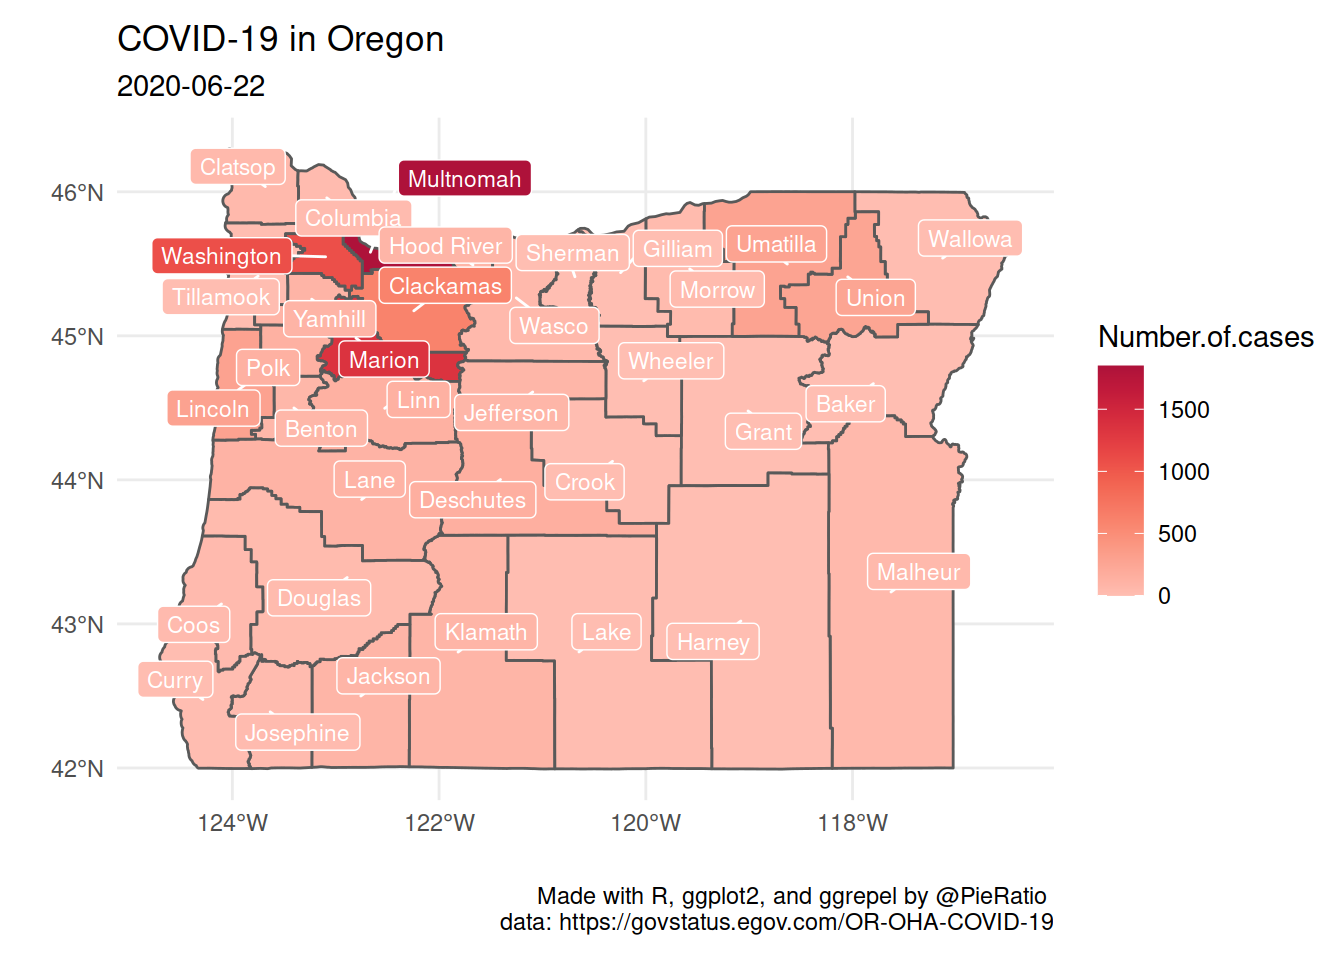 COVID-19 in Oregon
2020-06-22
Clatsop
Multnomah
46°N
Columbia
Wallowa
Hood River
Umatilla
Gilliam
Sherman
Washington
Clackamas
Morrow
Tillamook
Union
Yamhill
Wasco
45°N
Number.of.cases
Marion
Wheeler
Polk
Linn
Baker
Lincoln
Jefferson
1500
Benton
Grant
1000
44°N
Lane
Crook
Deschutes
500
Malheur
0
Douglas
43°N
Coos
Klamath
Lake
Harney
Curry
Jackson
Josephine
42°N
124°W
122°W
120°W
118°W
Made with R, ggplot2, and ggrepel by @PieRatio
data: https://govstatus.egov.com/OR-OHA-COVID-19